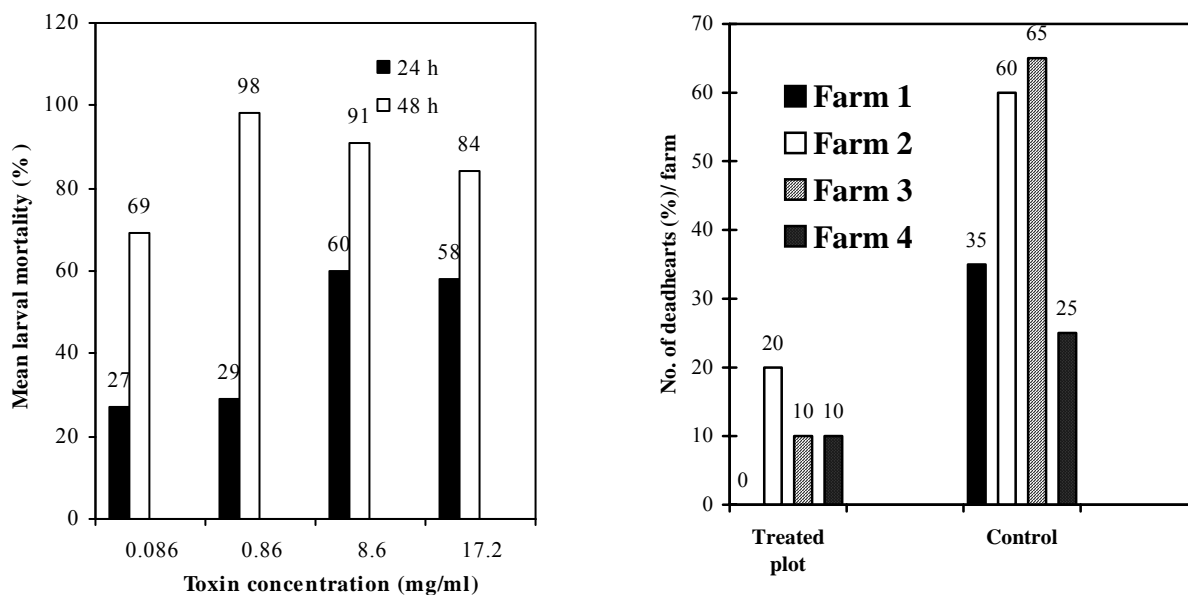 Mean larval mortality (%)
120
100
80
60
40
20
0
24 h
48 h
27
69
29
98
60
91
58
84
0.086
0.86
8.6
17.2
Toxin concentration (mg/ml)
No. of deadhearts (%)/ farm
70
60
50
40
30
20
10
0
Farm 1
Farm 2
Farm 3
Farm 4
0
20
10
10
35
60
65
25
Treated
plot
Control